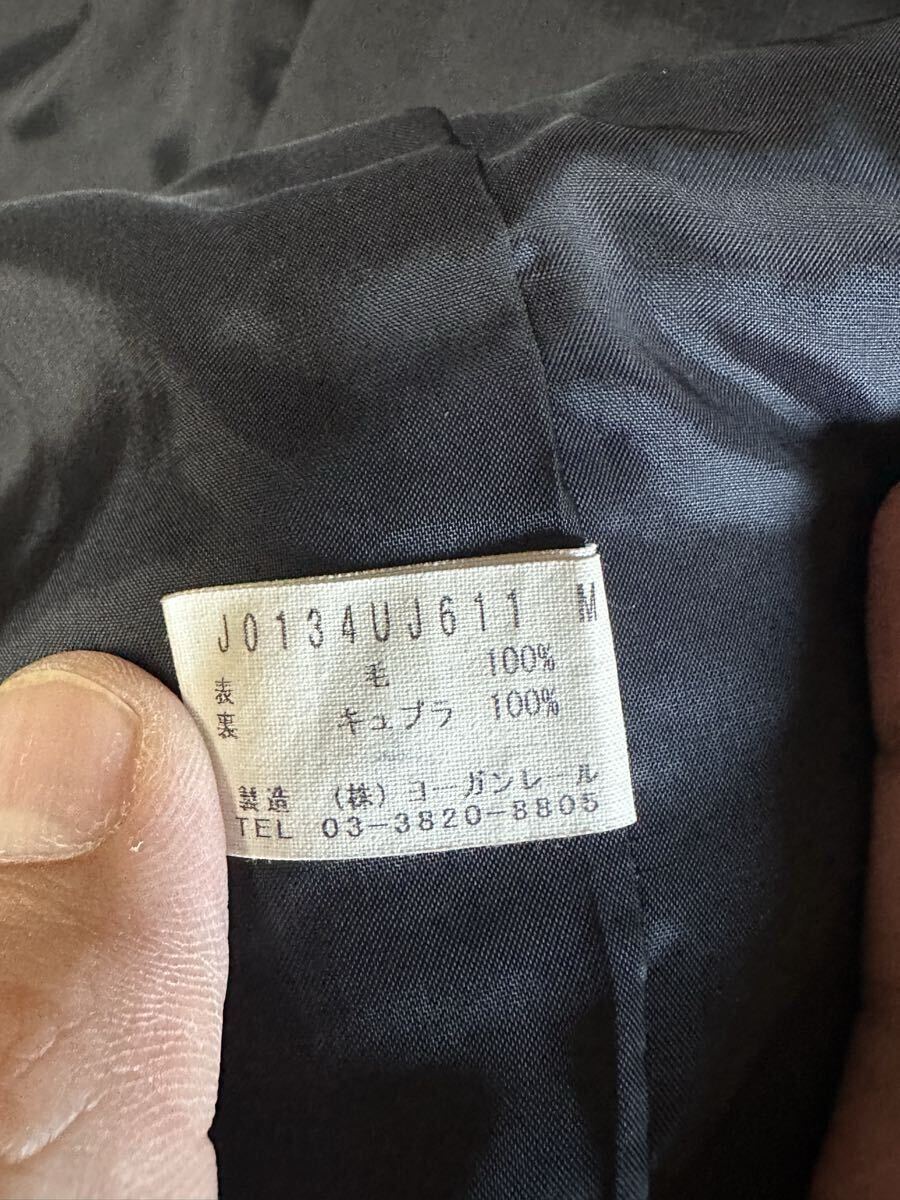 J0134UJ611 M
表 毛 100%
裏 キュプラ 100%
製造 (株)ヨーガンレール
TEL 03-3820-8805